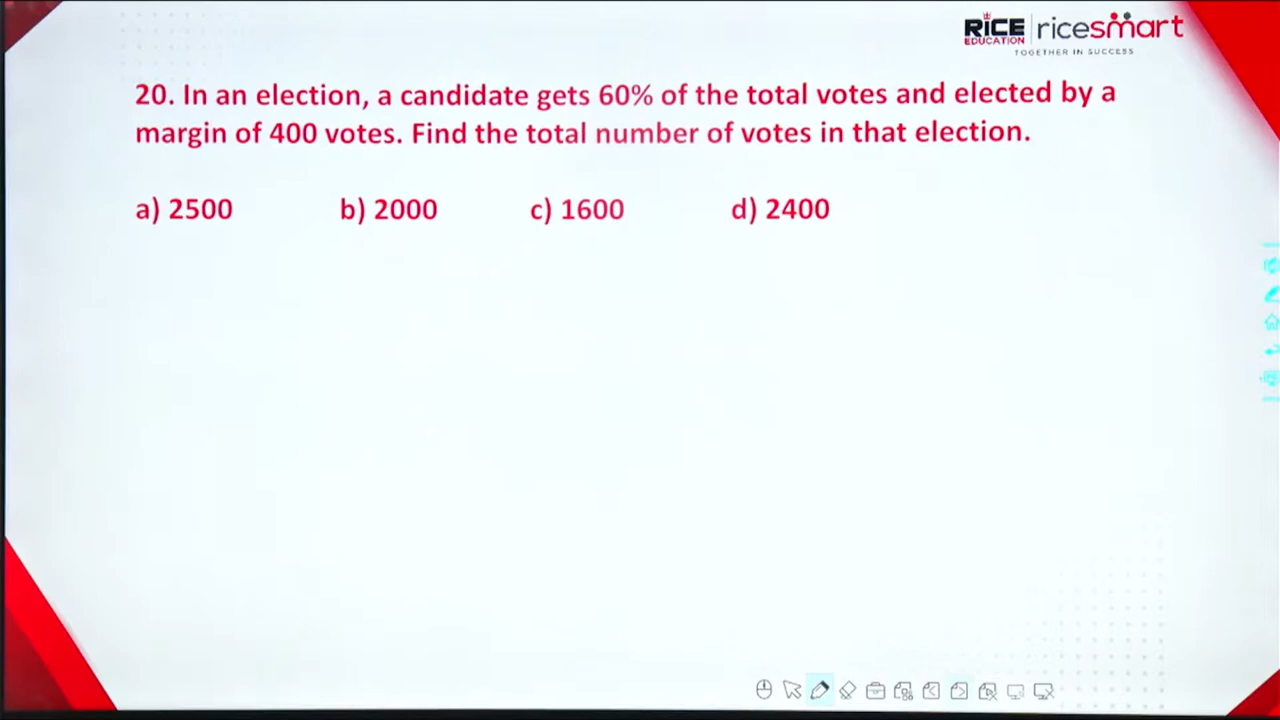 RICE EDUCATION ricesmart
TOGETHER IN SUCCESS
20. In an election, a candidate gets 60% of the total votes and elected by a
margin of 400 votes. Find the total number of votes in that election.
a) 2500 b) 2000 c) 1600 d) 2400